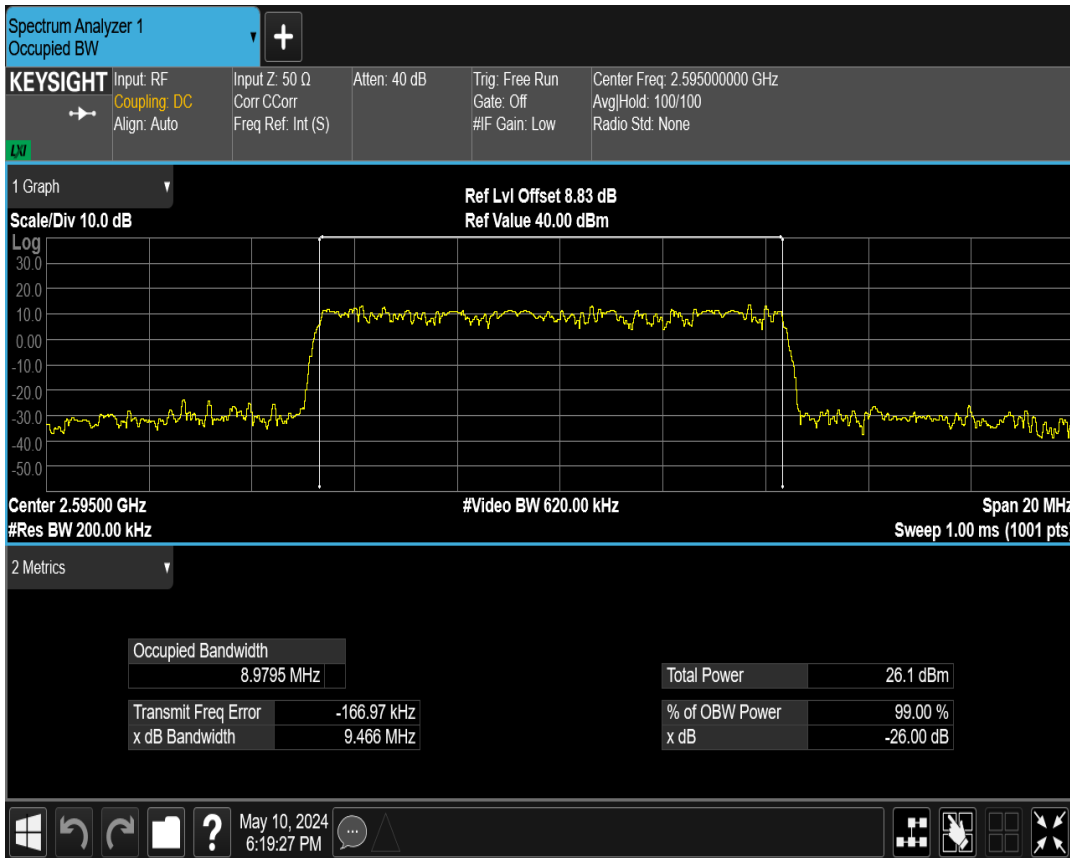 Spectrum Analyzer 1
Occupied BW
+
KEYSIGHT
LXI
Input: RF
Coupling: DC
Align: Auto
Input Z: 50 Ω
Corr CCorr
Freq Ref: Int (S)
Atten: 40 dB
Trig: Free Run
Gate: Off
#IF Gain: Low
Center Freq: 2.595000000 GHz
Avg|Hold: 100/100
Radio Std: None
1 Graph
Scale/Div 10.0 dB
Ref Lvl Offset 8.83 dB
Ref Value 40.00 dBm
Log
30.0
20.0
10.0
0.00
-10.0
-20.0
-30.0
-40.0
-50.0
Center 2.59500 GHz
#Video BW 620.00 kHz
Span 20 MHz
#Res BW 200.00 kHz
Sweep 1.00 ms (1001 pts)
2 Metrics
Occupied Bandwidth
8.9795 MHz
Transmit Freq Error -166.97 kHz
x dB Bandwidth 9.466 MHz
Total Power 26.1 dBm
% of OBW Power 99.00 %
x dB -26.00 dB
?
May 10, 2024
6:19:27 PM